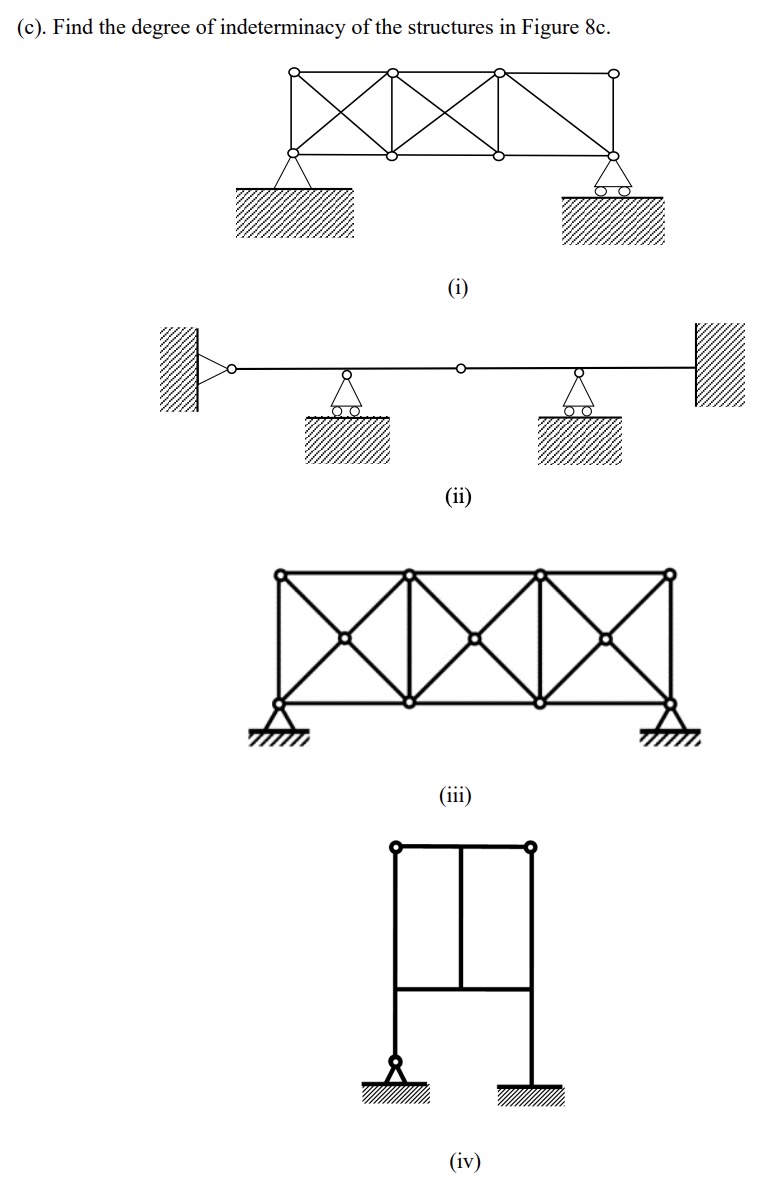 (c). Find the degree of indeterminacy of the structures in Figure 8c.
(i)
(ii)
(iii)
(iv)